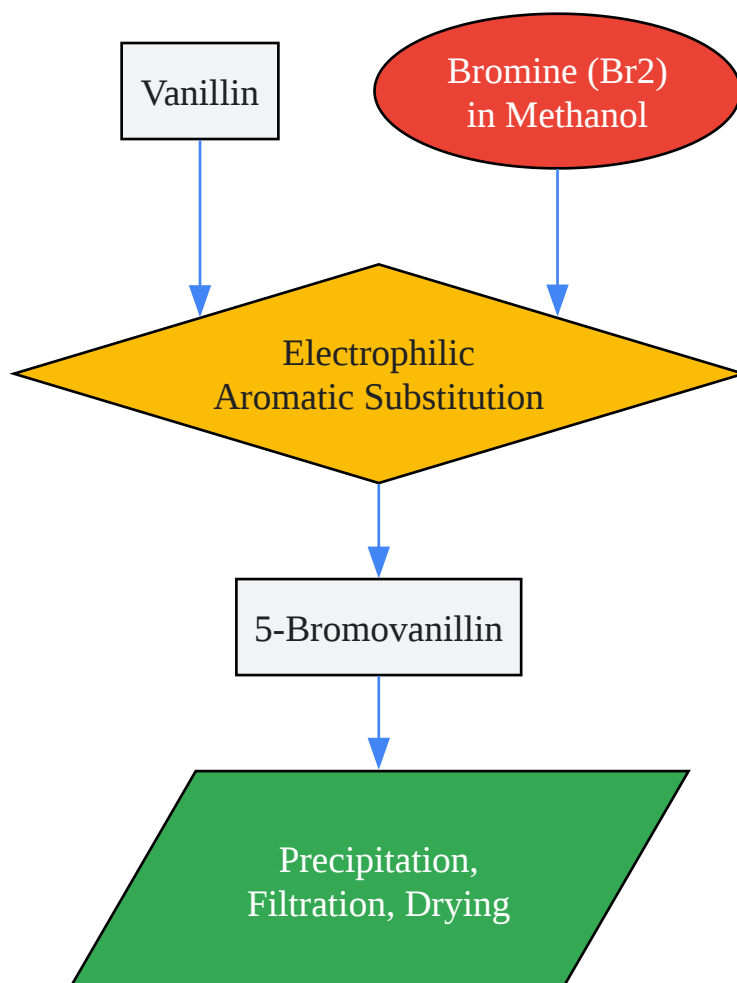 Vanillin
Bromine (Br2)
in Methanol
Electrophilic
Aromatic Substitution
5-Bromovanillin
Precipitation,
Filtration, Drying